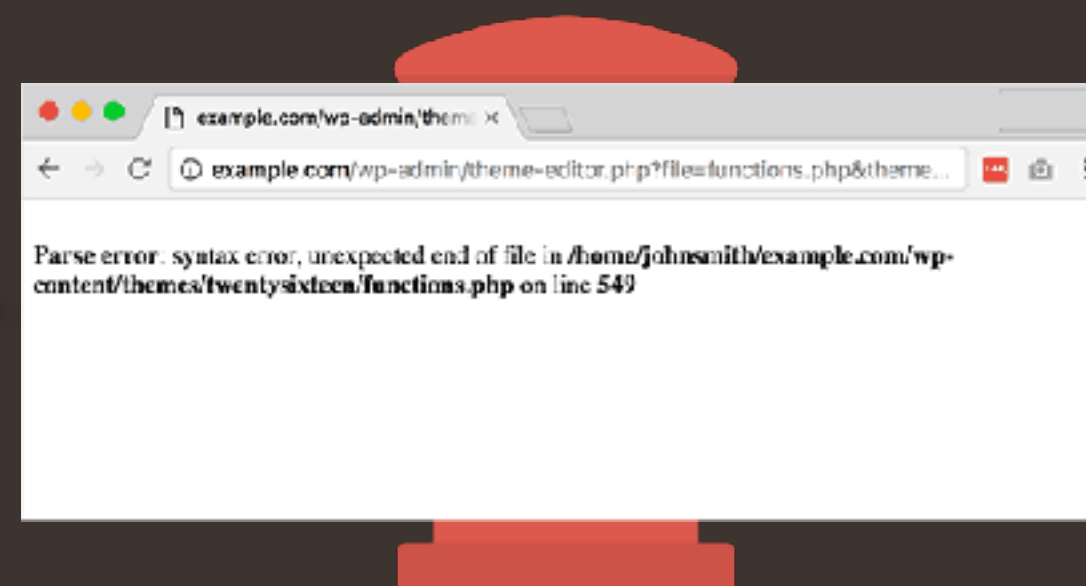 example.com/wp-admin/them
example.com/wp-admin/theme-editor.php?file=functions.php&theme...
Parse error: syntax error, unexpected end of file in /home/johnsmith/example.com/wp-
content/themes/twentysixteen/functions.php on line 549